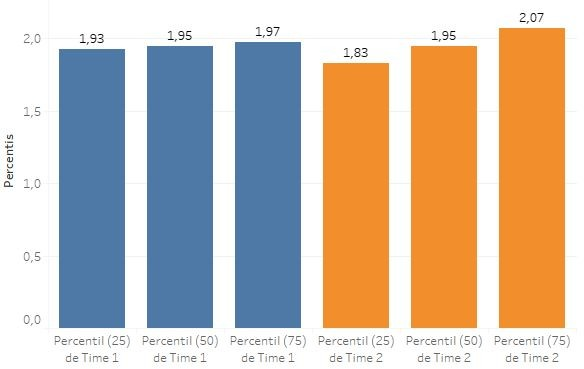 2,07
1,93
1,95
1,97
1,83
1,95
2,0
1,5
1,0
0,5
0,0
Percentis
Percentil (25)
de Time 1
Percentil (50)
de Time 1
Percentil (75)
de Time 1
Percentil (25)
de Time 2
Percentil (50)
de Time 2
Percentil (75)
de Time 2